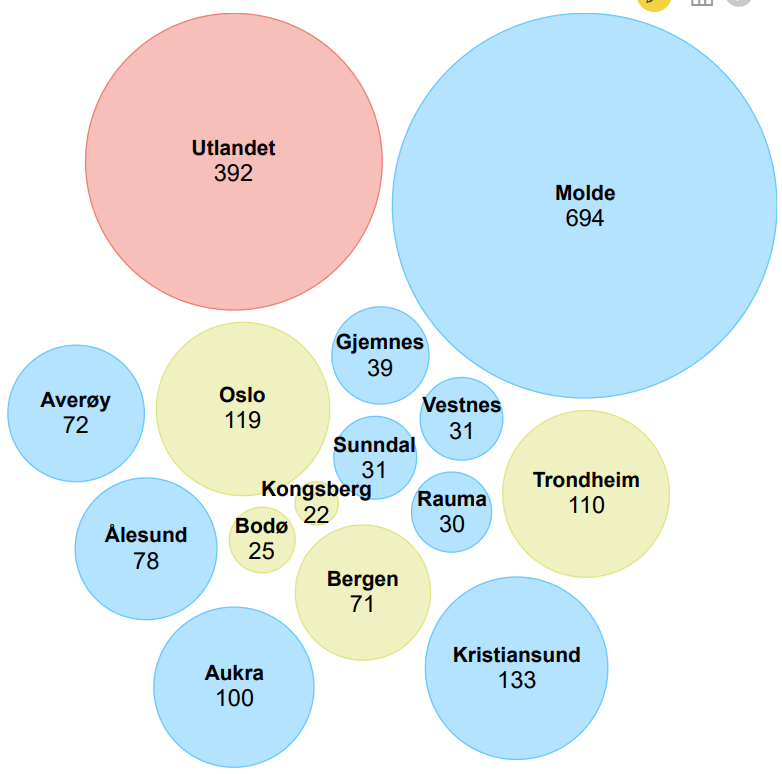 Utlandet
392
Molde
694
Gjemnes
39
Averøy
72
Oslo
119
Vestnes
31
Sunndal
31
Trondheim
110
Kongsberg
22
Rauma
30
Bodø
25
Ålesund
78
Bergen
71
Kristiansund
133
Aukra
100